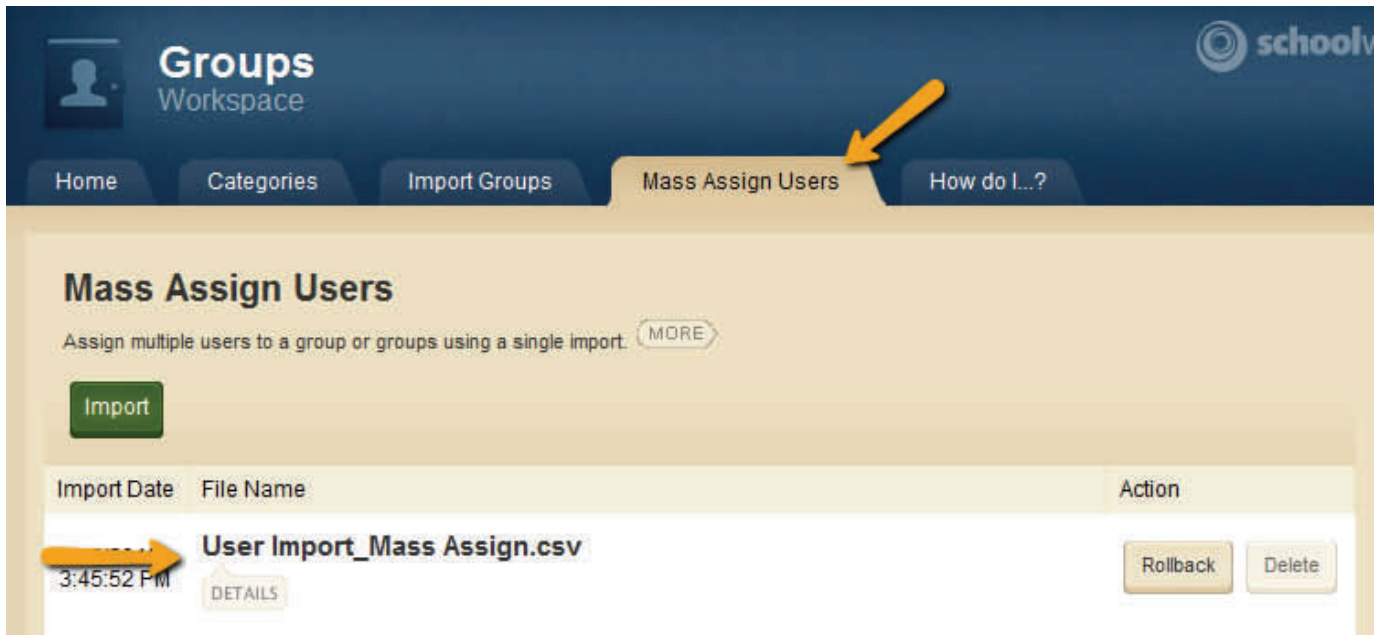 Groups
Workspace
Home Categories Import Groups Mass Assign Users How do I...?
Mass Assign Users
Assign multiple users to a group or groups using a single import. MORE
Import
Import Date File Name Action
User Import_Mass Assign.csv
3:45:52 PM
DETAILS
Rollback Delete